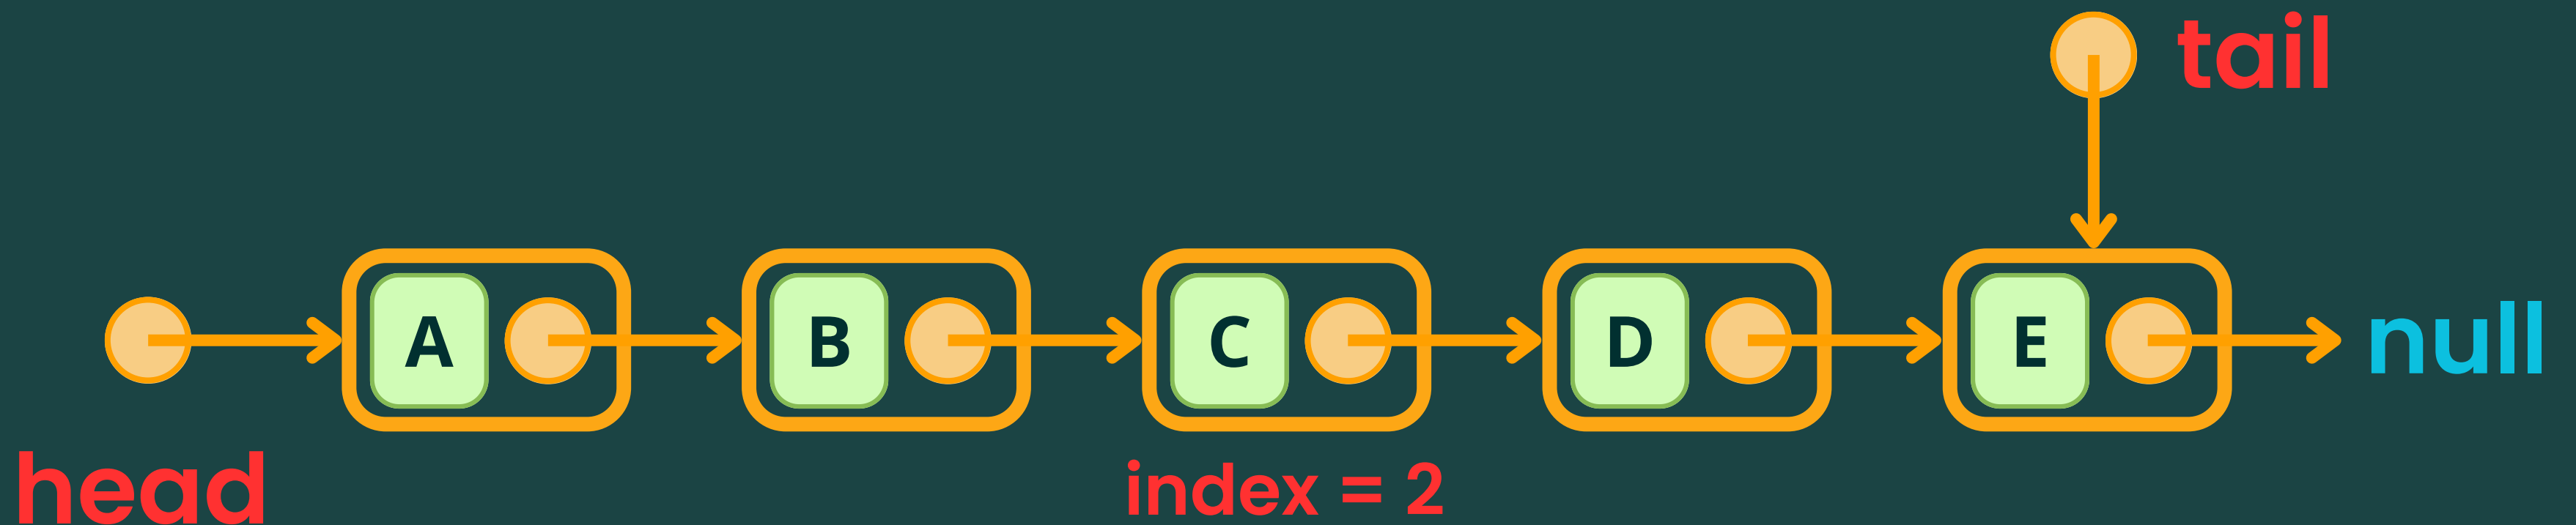 tail
A
B
C
D
E
null
head
index = 2